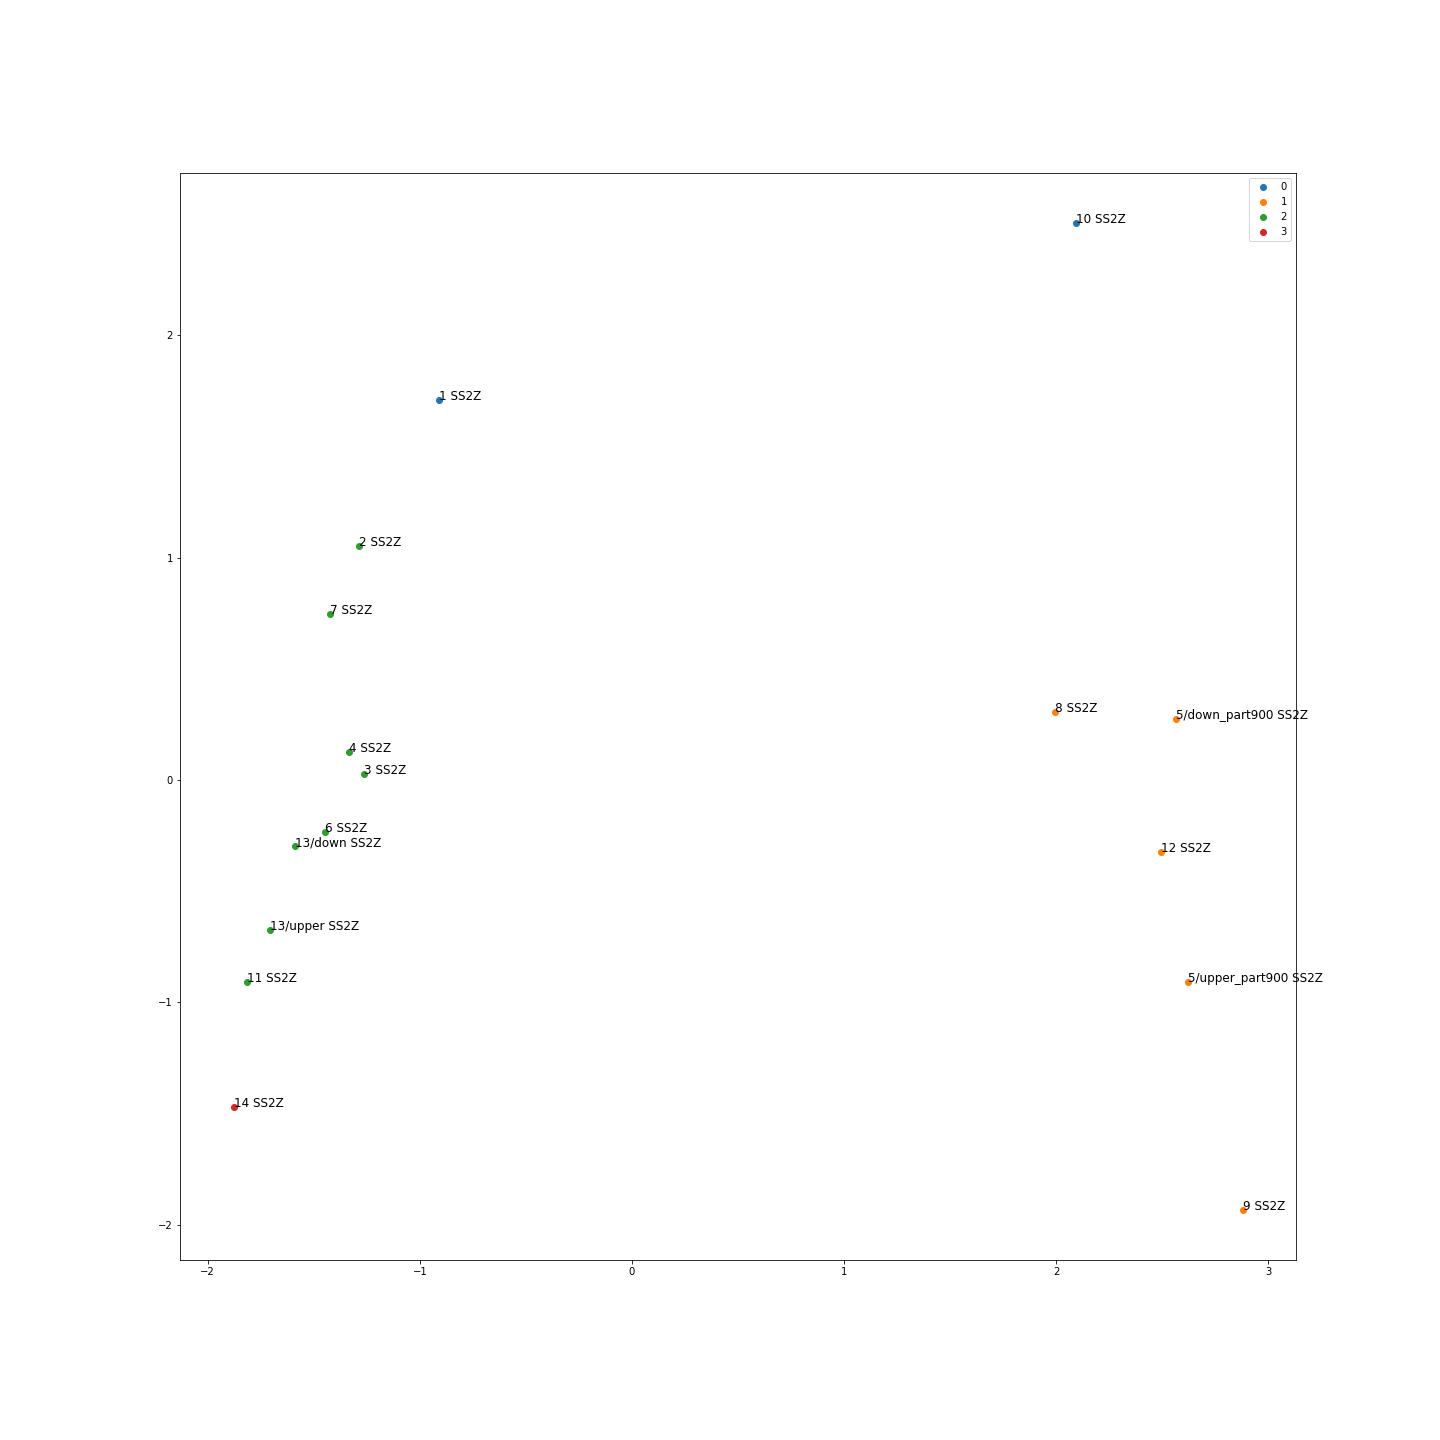 0
1
2
3
10 SS2Z
1 SS2Z
2 SS2Z
7 SS2Z
8 SS2Z
5/down_part900 SS2Z
4 SS2Z
3 SS2Z
6 SS2Z
13/down SS2Z
12 SS2Z
13/upper SS2Z
11 SS2Z
5/upper_part900 SS2Z
14 SS2Z
9 SS2Z
2
1
0
−1
−2
−2
−1
0
1
2
3